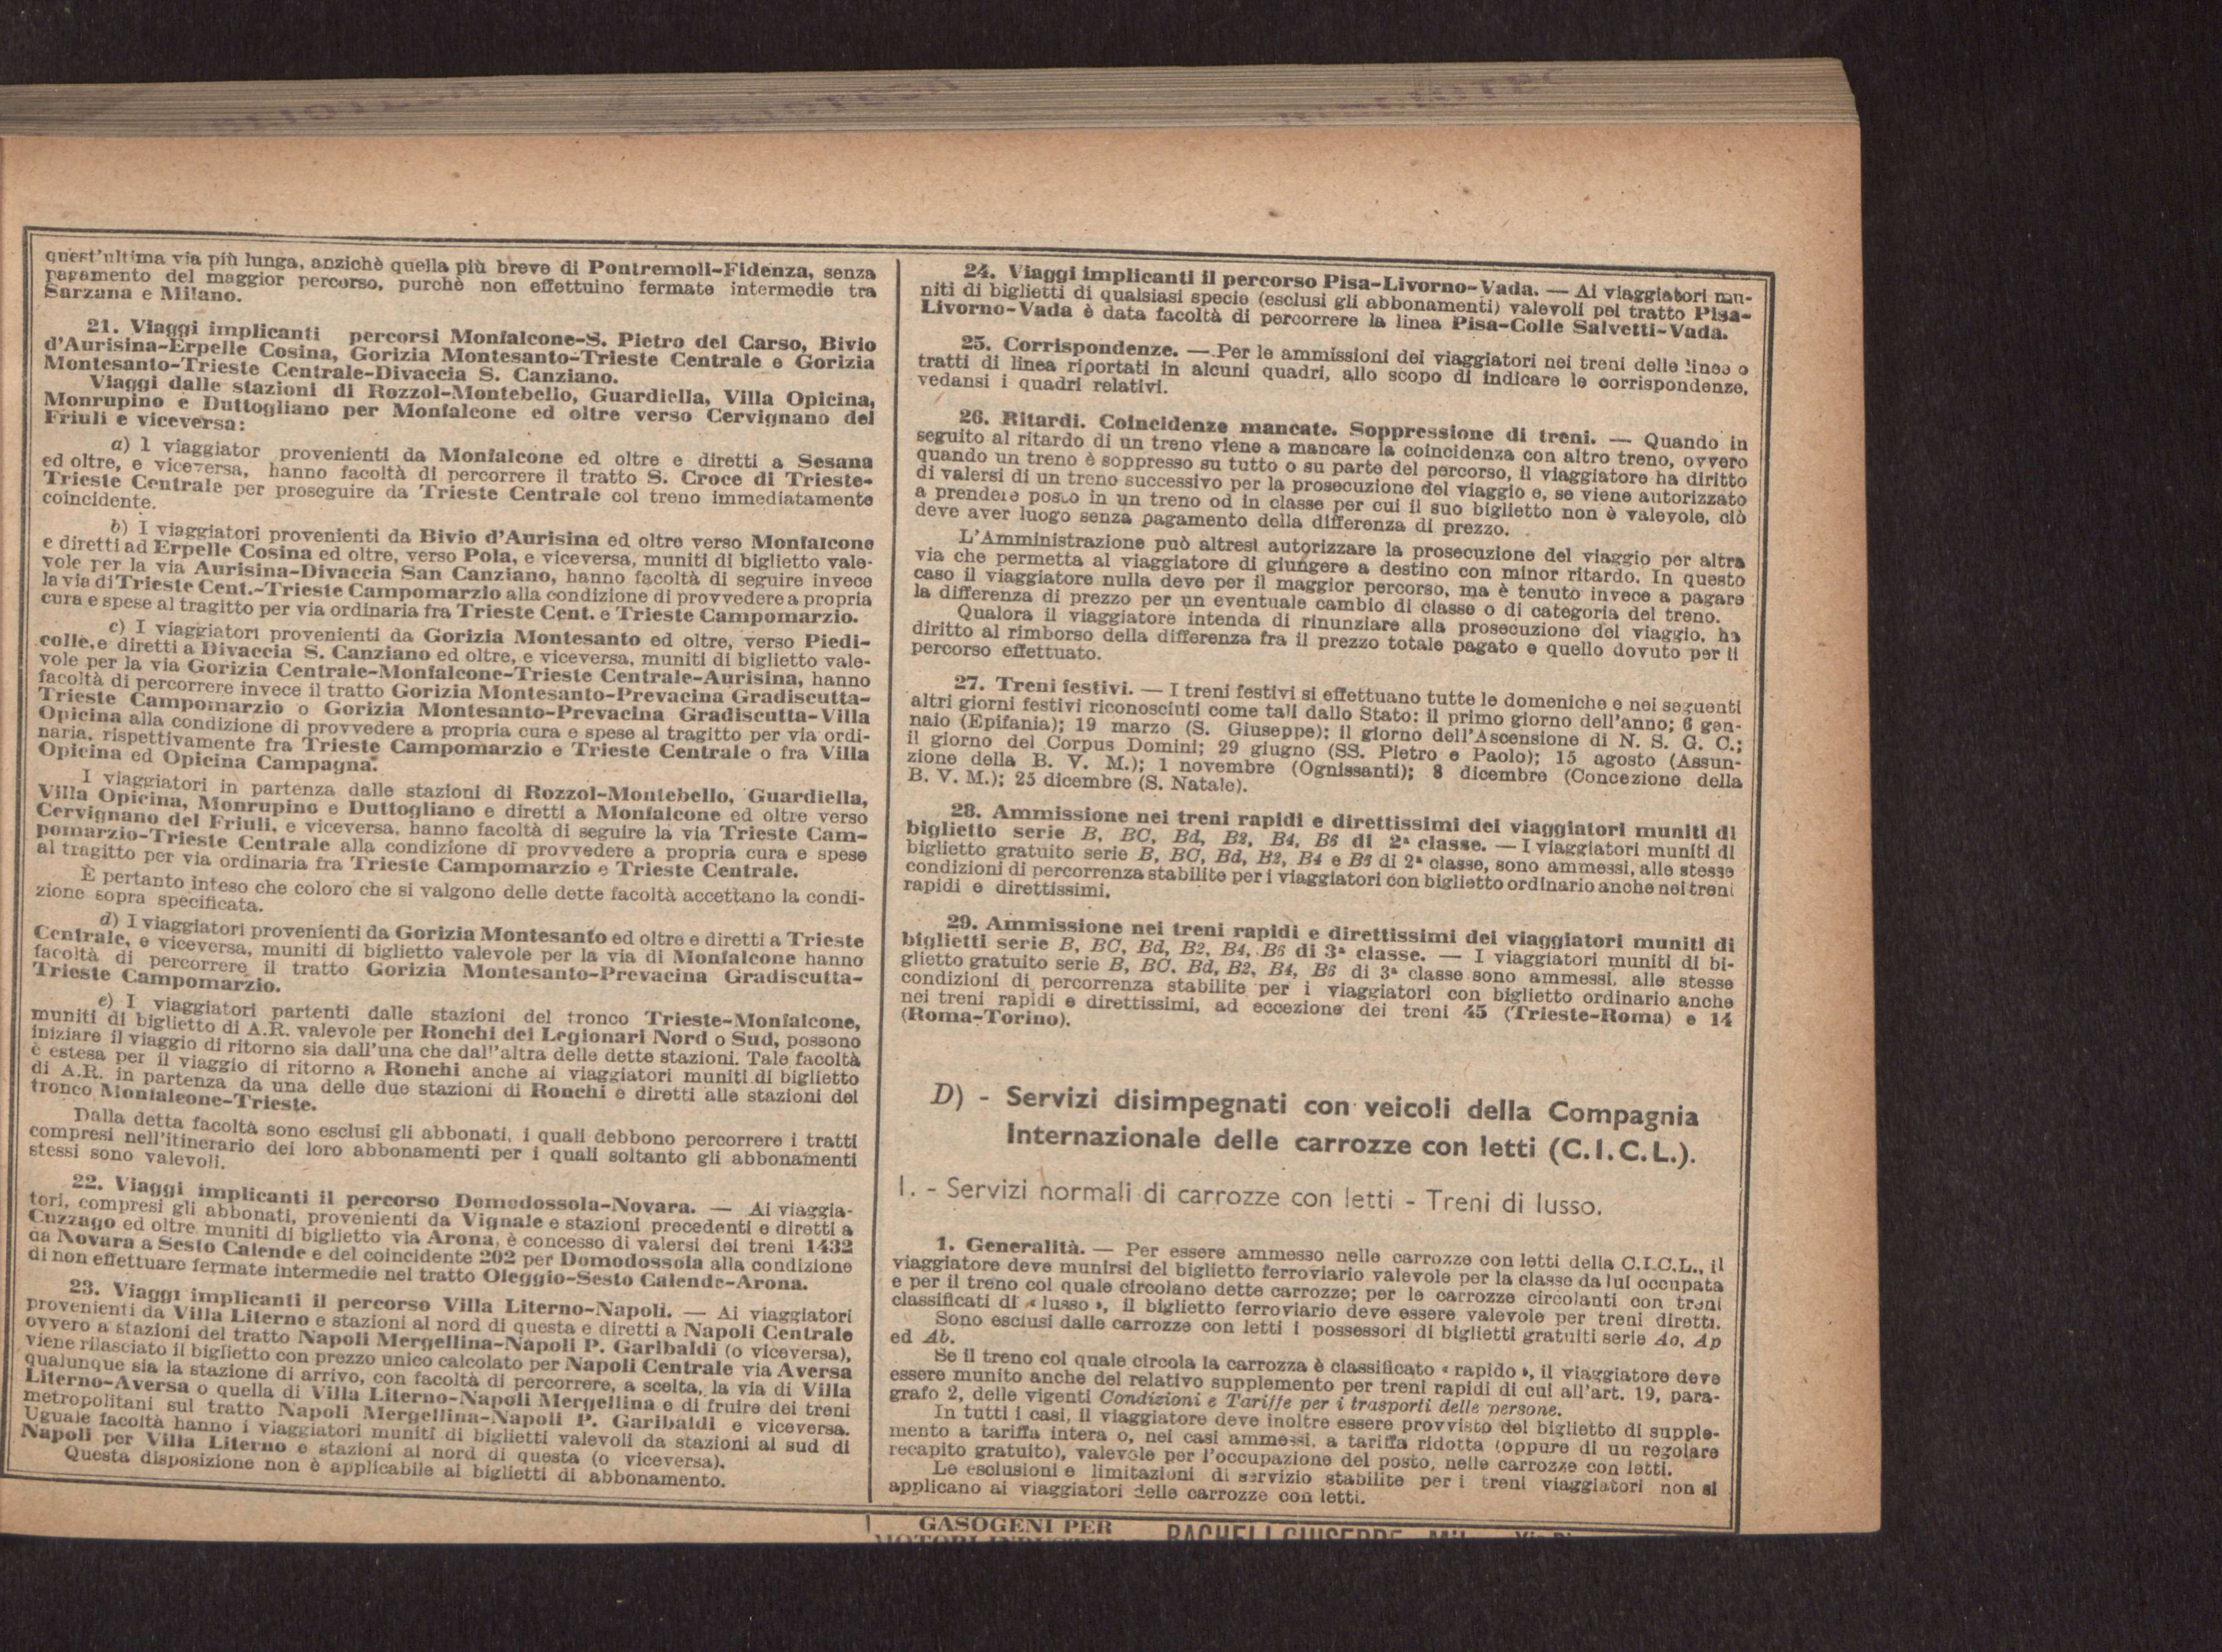 quest'ultima via più lunga, anzichè quella più breve di Pontremoli-Fidenza, senza
pagamento del maggior percorso, purchè non effettuino fermate intermedie tra
Sarzana e Milano.
21. Viaggi implicanti percorsi Monfalcone-S. Pietro del Carso, Bivio
d'Aurisina-Erpelle Cosina, Gorizia Montesanto-Trieste Centrale e Gorizia
Montesanto-Trieste Centrale-Divaccia S. Canziano.
Viaggi dalle stazioni di Rozzol-Montebello, Guardiella, Villa Opicina,
Monrupino e Duttogliano per Monfalcone ed oltre verso Cervignano del
Friuli e viceversa:
a) I viaggiator provenienti da Monfalcone ed oltre e diretti a Sesana
ed oltre, e viceversa, hanno facoltà di percorrere il tratto S. Croce di Trieste-
Trieste Centrale per proseguire da Trieste Centrale col treno immediatamente
coincidente.
b) I viaggiatori provenienti da Bivio d'Aurisina ed oltre verso Monfalcone
e diretti ad Erpelle Cosina ed oltre, verso Pola, e viceversa, muniti di biglietto vale-
vole per la via Aurisina-Divaccia San Canziano, hanno facoltà di seguire invece
la via di Trieste Cent.-Trieste Campomarzio alla condizione di provvedere a propria
cura e spese al tragitto per via ordinaria fra Trieste Cent. e Trieste Campomarzio.
c) I viaggiatori provenienti da Gorizia Montesanto ed oltre, verso Piedi-
colle, e diretti a Divaccia S. Canziano ed oltre, e viceversa, muniti di biglietto vale-
vole per la via Gorizia Centrale-Monfalcone-Trieste Centrale-Aurisina, hanno
facoltà di percorrere invece il tratto Gorizia Montesanto-Prevacina Gradiscutta-
Trieste Campomarzio o Gorizia Montesanto-Prevacina Gradiscutta-Villa
Opicina alla condizione di provvedere a propria cura e spese al tragitto per via ordi-
naria, rispettivamente fra Trieste Campomarzio e Trieste Centrale o fra Villa
Opicina ed Opicina Campagna.
I viaggiatori in partenza dalle stazioni di Rozzol-Montebello, Guardiella,
Villa Opicina, Monrupino e Duttogliano e diretti a Monfalcone ed oltre verso
Cervignano del Friuli, e viceversa, hanno facoltà di seguire la via Trieste Cam-
pomarzio-Trieste Centrale alla condizione di provvedere a propria cura e spese
al tragitto per via ordinaria fra Trieste Campomarzio e Trieste Centrale.
È pertanto inteso che coloro che si valgono delle dette facoltà accettano la condi-
zione sopra specificata.
d) I viaggiatori provenienti da Gorizia Montesanto ed oltre e diretti a Trieste
Centrale, e viceversa, muniti di biglietto valevole per la via di Monfalcone hanno
facoltà di percorrere il tratto Gorizia Montesanto-Prevacina Gradiscutta-
Trieste Campomarzio.
e) I viaggiatori partenti dalle stazioni del tronco Trieste-Monfalcone,
muniti di biglietto di A.R. valevole per Ronchi dei Legionari Nord o Sud, possono
iniziare il viaggio di ritorno sia dall'una che dall'altra delle dette stazioni. Tale facoltà
è estesa per il viaggio di ritorno a Ronchi anche ai viaggiatori muniti di biglietto
di A.R. in partenza da una delle due stazioni di Ronchi e diretti alle stazioni del
tronco Monfalcone-Trieste.
Dalla detta facoltà sono esclusi gli abbonati, i quali debbono percorrere i tratti
compresi nell'itinerario dei loro abbonamenti per i quali soltanto gli abbonamenti
stessi sono valevoli.
22. Viaggi implicanti il percorso Domodossola-Novara. — Ai viaggia-
tori, compresi gli abbonati, provenienti da Vignale e stazioni precedenti e diretti a
Cuzzago ed oltre, muniti di biglietto via Arona, è concesso di valersi dei treni 1432
da Novara a Sesto Calende e del coincidente 202 per Domodossola alla condizione
di non effettuare fermate intermedie nel tratto Oleggio-Sesto Calende-Arona.
23. Viaggi implicanti il percorso Villa Literno-Napoli. — Ai viaggiatori
provenienti da Villa Literno e stazioni al nord di questa e diretti a Napoli Centrale
ovvero a stazioni del tratto Napoli Mergellina-Napoli P. Garibaldi (o viceversa),
viene rilasciato il biglietto con prezzo unico calcolato per Napoli Centrale via Aversa
qualunque sia la stazione di arrivo, con facoltà di percorrere, a scelta, la via di Villa
Literno-Aversa o quella di Villa Literno-Napoli Mergellina e di fruire dei treni
metropolitani sul tratto Napoli Mergellina-Napoli P. Garibaldi e viceversa.
Uguale facoltà hanno i viaggiatori muniti di biglietti valevoli da stazioni al sud di
Napoli per Villa Literno e stazioni al nord di questa (o viceversa).
Questa disposizione non è applicabile ai biglietti di abbonamento.
24. Viaggi implicanti il percorso Pisa-Livorno-Vada. — Ai viaggiatori mu-
niti di biglietti di qualsiasi specie (esclusi gli abbonamenti) valevoli pel tratto Pisa-
Livorno-Vada è data facoltà di percorrere la linea Pisa-Colle Salvetti-Vada.
25. Corrispondenze. — Per le ammissioni dei viaggiatori nei treni delle linee o
tratti di linea riportati in alcuni quadri, allo scopo di indicare le corrispondenze,
vedansi i quadri relativi.
26. Ritardi. Coincidenze mancate. Soppressione di treni. — Quando in
seguito al ritardo di un treno viene a mancare la coincidenza con altro treno, ovvero
quando un treno è soppresso su tutto o su parte del percorso, il viaggiatore ha diritto
di valersi di un treno successivo per la prosecuzione del viaggio e, se viene autorizzato
a prendere posto in un treno od in classe per cui il suo biglietto non è valevole, ciò
deve aver luogo senza pagamento della differenza di prezzo.
L'Amministrazione può altresì autorizzare la prosecuzione del viaggio per altra
via che permetta al viaggiatore di giungere a destino con minor ritardo. In questo
caso il viaggiatore nulla deve per il maggior percorso, ma è tenuto invece a pagare
la differenza di prezzo per un eventuale cambio di classe o di categoria del treno.
Qualora il viaggiatore intenda di rinunziare alla prosecuzione del viaggio, ha
diritto al rimborso della differenza fra il prezzo totale pagato e quello dovuto per il
percorso effettuato.
27. Treni festivi. — I treni festivi si effettuano tutte le domeniche e nei seguenti
altri giorni festivi riconosciuti come tali dallo Stato: il primo giorno dell'anno; 6 gen-
naio (Epifania); 19 marzo (S. Giuseppe); il giorno dell'Ascensione di N. S. G. C.;
il giorno del Corpus Domini; 29 giugno (SS. Pietro e Paolo); 15 agosto (Assun-
zione della B. V. M.); 1 novembre (Ognissanti); 8 dicembre (Concezione della
B. V. M.); 25 dicembre (S. Natale).
28. Ammissione nei treni rapidi e direttissimi dei viaggiatori muniti di
biglietto serie B, BC, Bd, B2, B4, B6 di 2ª classe. — I viaggiatori muniti di
biglietto gratuito serie B, BC, Bd, B2, B4 e B6 di 2ª classe, sono ammessi, alle stesse
condizioni di percorrenza stabilite per i viaggiatori con biglietto ordinario anche nei treni
rapidi e direttissimi.
29. Ammissione nei treni rapidi e direttissimi dei viaggiatori muniti di
biglietti serie B, BC, Bd, B2, B4, B6 di 3ª classe. — I viaggiatori muniti di bi-
glietto gratuito serie B, BC, Bd, B2, B4, B6 di 3ª classe sono ammessi, alle stesse
condizioni di percorrenza stabilite per i viaggiatori con biglietto ordinario anche
nei treni rapidi e direttissimi, ad eccezione dei treni 45 (Trieste-Roma) e 14
(Roma-Torino).
D) - Servizi disimpegnati con veicoli della Compagnia
Internazionale delle carrozze con letti (C.I.C.L.).
I. - Servizi normali di carrozze con letti - Treni di lusso.
1. Generalità. — Per essere ammesso nelle carrozze con letti della C.I.C.L., il
viaggiatore deve munirsi del biglietto ferroviario valevole per la classe da lui occupata
e per il treno col quale circolano dette carrozze; per le carrozze circolanti con treni
classificati di « lusso », il biglietto ferroviario deve essere valevole per treni diretti.
Sono esclusi dalle carrozze con letti i possessori di biglietti gratuiti serie Ao, Ap
ed Ab.
Se il treno col quale circola la carrozza è classificato « rapido », il viaggiatore deve
essere munito anche del relativo supplemento per treni rapidi di cui all'art. 19, para-
grafo 2, delle vigenti Condizioni e Tariffe per i trasporti delle persone.
In tutti i casi, il viaggiatore deve inoltre essere provvisto del biglietto di supple-
mento a tariffa intera o, nei casi ammessi, a tariffa ridotta (oppure di un regolare
recapito gratuito), valevole per l'occupazione del posto, nelle carrozze con letti.
Le esclusioni e limitazioni di servizio stabilite per i treni viaggiatori non si
applicano ai viaggiatori delle carrozze con letti.
GASOGENI PER
RACHELI GIUSEPPE